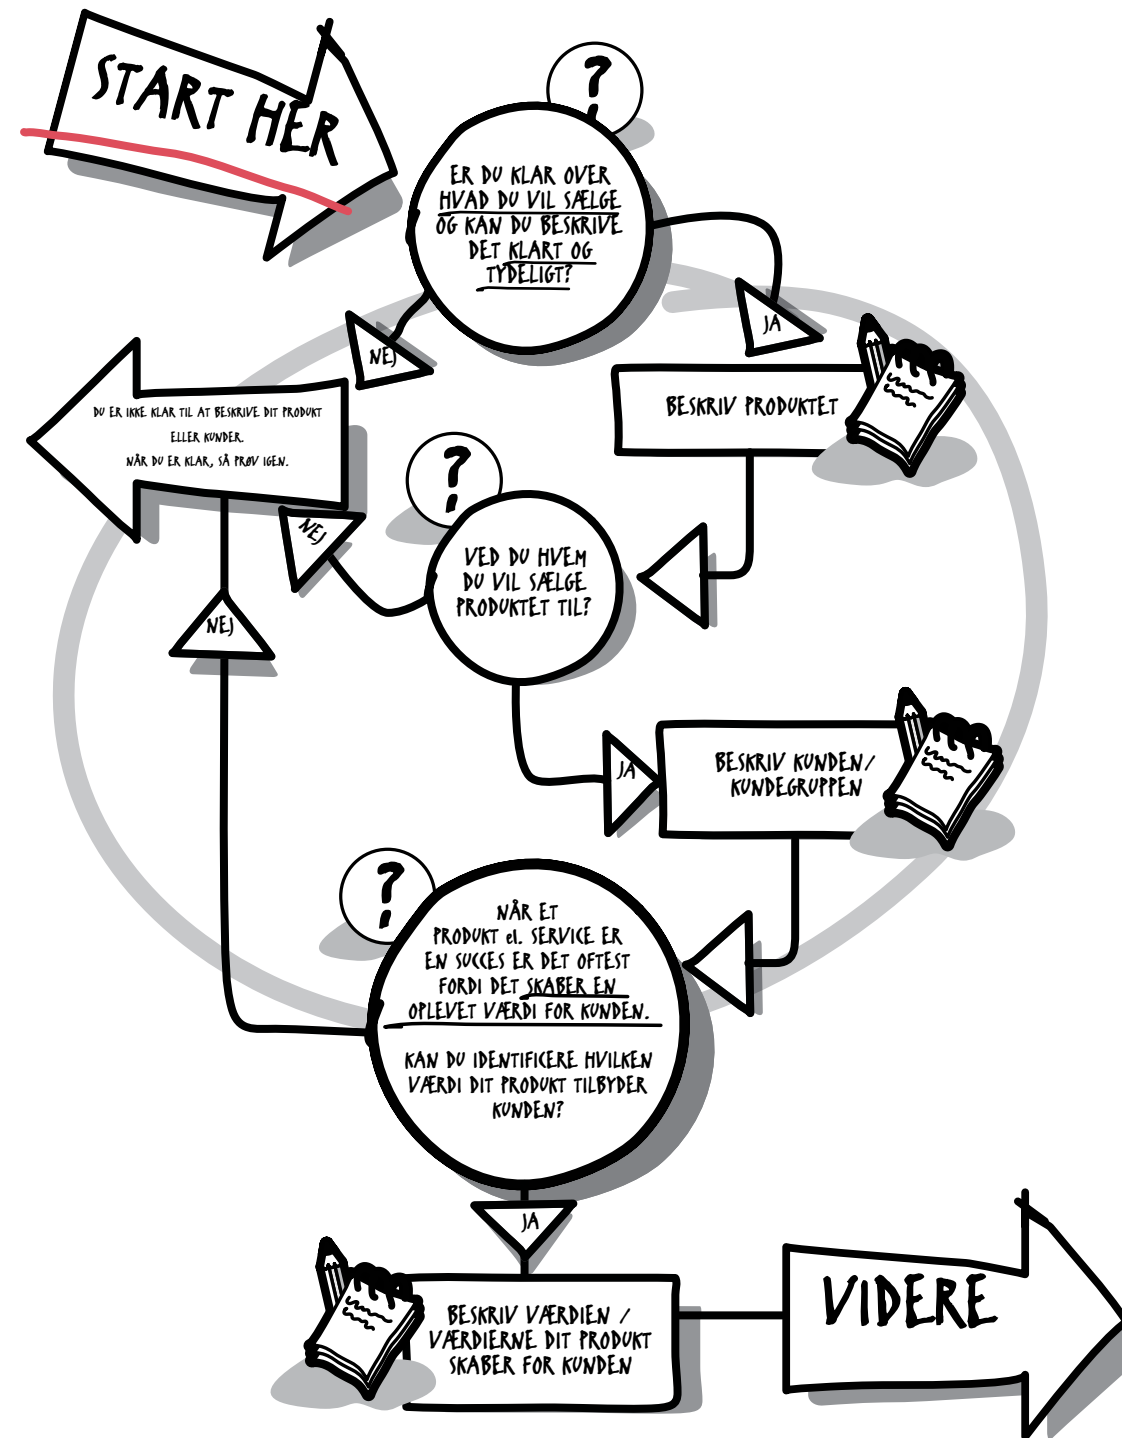 START HER
?
ER DU KLAR OVER
HVAD DU VIL SÆLGE
OG KAN DU BESKRIVE
DET KLART OG
TYDELIGT?
JA
NEJ
BESKRIV PRODUKTET
DU ER IKKE KLAR TIL AT BESKRIVE DIT PRODUKT
ELLER KUNDER.
NÅR DU ER KLAR, SÅ PRØV IGEN.
?
NEJ
VED DU HVEM
DU VIL SÆLGE
PRODUKTET TIL?
NEJ
JA
BESKRIV KUNDEN/
KUNDEGRUPPEN
?
NÅR ET
PRODUKT el. SERVICE ER
EN SUCCES ER DET OFTEST
FORDI DET SKABER EN
OPLEVET VÆRDI FOR KUNDEN.
KAN DU IDENTIFICERE HVILKEN
VÆRDI DIT PRODUKT TILBYDER
KUNDEN?
JA
BESKRIV VÆRDIEN /
VÆRDIERNE DIT PRODUKT
SKABER FOR KUNDEN
VIDERE